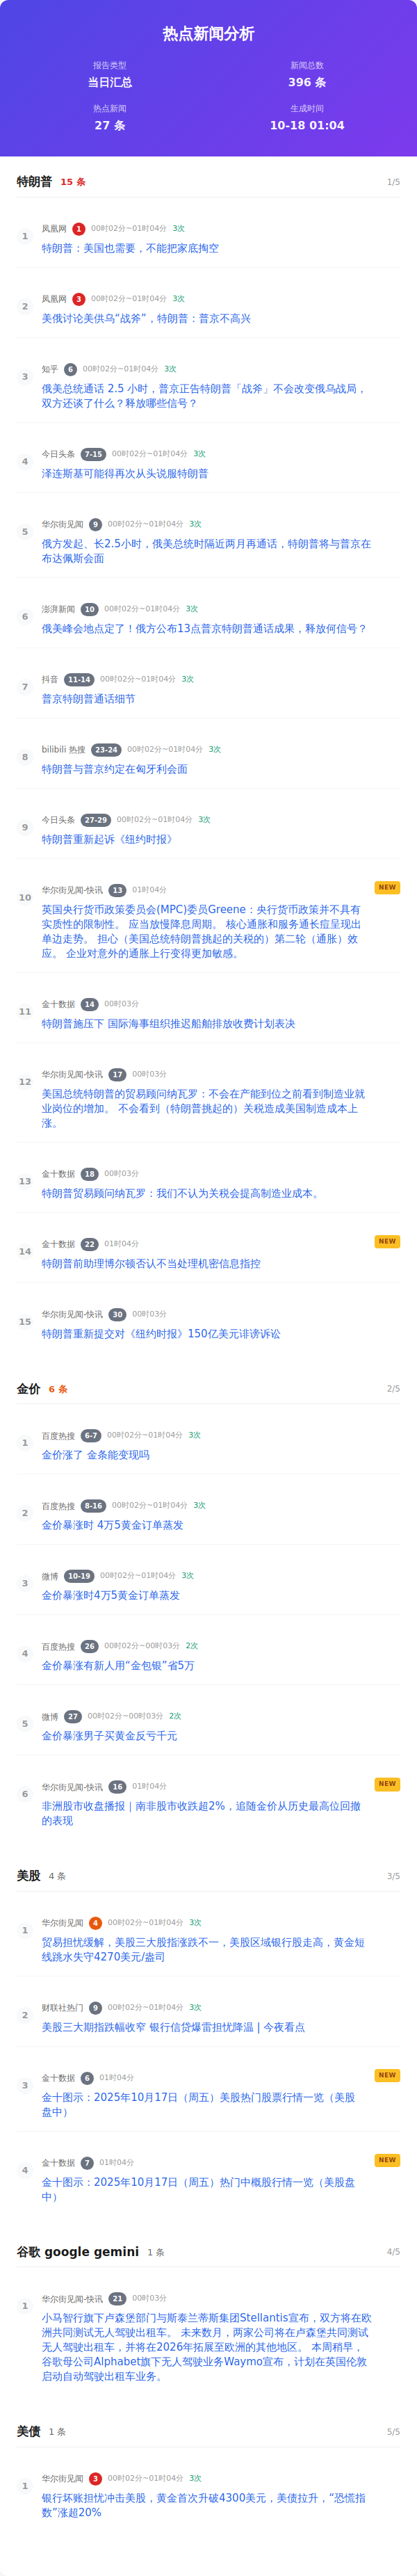 热点新闻分析
报告类型
当日汇总
新闻总数
396 条
热点新闻
27 条
生成时间
10-18 01:04
特朗普 15 条 1/5
1 凤凰网 1 00时02分~01时04分 3次
特朗普：美国也需要，不能把家底掏空
2 凤凰网 3 00时02分~01时04分 3次
美俄讨论美供乌“战斧”，特朗普：普京不高兴
3 知乎 6 00时02分~01时04分 3次
俄美总统通话 2.5 小时，普京正告特朗普「战斧」不会改变俄乌战局，
双方还谈了什么？释放哪些信号？
4 今日头条 7-15 00时02分~01时04分 3次
泽连斯基可能得再次从头说服特朗普
5 华尔街见闻 9 00时02分~01时04分 3次
俄方发起、长2.5小时，俄美总统时隔近两月再通话，特朗普将与普京在
布达佩斯会面
6 澎湃新闻 10 00时02分~01时04分 3次
俄美峰会地点定了！俄方公布13点普京特朗普通话成果，释放何信号？
7 抖音 11-14 00时02分~01时04分 3次
普京特朗普通话细节
8 bilibili 热搜 23-24 00时02分~01时04分 3次
特朗普与普京约定在匈牙利会面
9 今日头条 27-29 00时02分~01时04分 3次
特朗普重新起诉《纽约时报》
10 华尔街见闻-快讯 13 01时04分 NEW
英国央行货币政策委员会(MPC)委员Greene：央行货币政策并不具有
实质性的限制性。 应当放慢降息周期。 核心通胀和服务通长痘呈现出
单边走势。 担心（美国总统特朗普挑起的关税的）第二轮（通胀）效
应。 企业对意外的通胀上行变得更加敏感。
11 金十数据 14 00时03分
特朗普施压下 国际海事组织推迟船舶排放收费计划表决
12 华尔街见闻-快讯 17 00时03分
美国总统特朗普的贸易顾问纳瓦罗：不会在产能到位之前看到制造业就
业岗位的增加。 不会看到（特朗普挑起的）关税造成美国制造成本上
涨。
13 金十数据 18 00时03分
特朗普贸易顾问纳瓦罗：我们不认为关税会提高制造业成本。
14 金十数据 22 01时04分 NEW
特朗普前助理博尔顿否认不当处理机密信息指控
15 华尔街见闻-快讯 30 00时03分
特朗普重新提交对《纽约时报》150亿美元诽谤诉讼
金价 6 条 2/5
1 百度热搜 6-7 00时02分~01时04分 3次
金价涨了 金条能变现吗
2 百度热搜 8-16 00时02分~01时04分 3次
金价暴涨时 4万5黄金订单蒸发
3 微博 10-19 00时02分~01时04分 3次
金价暴涨时4万5黄金订单蒸发
4 百度热搜 26 00时02分~00时03分 2次
金价暴涨有新人用“金包银”省5万
5 微博 27 00时02分~00时03分 2次
金价暴涨男子买黄金反亏千元
6 华尔街见闻-快讯 16 01时04分 NEW
非洲股市收盘播报｜南非股市收跌超2%，追随金价从历史最高位回撤
的表现
美股 4 条 3/5
1 华尔街见闻 4 00时02分~01时04分 3次
贸易担忧缓解，美股三大股指涨跌不一，美股区域银行股走高，黄金短
线跳水失守4270美元/盎司
2 财联社热门 9 00时02分~01时04分 3次
美股三大期指跌幅收窄 银行信贷爆雷担忧降温 | 今夜看点
3 金十数据 6 01时04分 NEW
金十图示：2025年10月17日（周五）美股热门股票行情一览（美股
盘中）
4 金十数据 7 01时04分 NEW
金十图示：2025年10月17日（周五）热门中概股行情一览（美股盘
中）
谷歌 google gemini 1 条 4/5
1 华尔街见闻-快讯 21 00时03分
小马智行旗下卢森堡部门与斯泰兰蒂斯集团Stellantis宣布，双方将在欧
洲共同测试无人驾驶出租车。 未来数月，两家公司将在卢森堡共同测试
无人驾驶出租车，并将在2026年拓展至欧洲的其他地区。 本周稍早，
谷歌母公司Alphabet旗下无人驾驶业务Waymo宣布，计划在英国伦敦
启动自动驾驶出租车业务。
美债 1 条 5/5
1 华尔街见闻 3 00时02分~01时04分 3次
银行坏账担忧冲击美股，黄金首次升破4300美元，美债拉升，“恐慌指
数”涨超20%